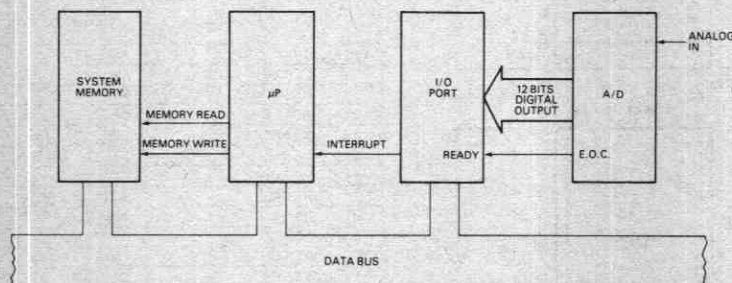 SYSTEM
MEMORY
µP
I/O
PORT
12 BITS
DIGITAL
OUTPUT
A/D
ANALOG
IN
MEMORY READ
MEMORY WRITE
INTERRUPT
READY
E.O.C.
DATA BUS